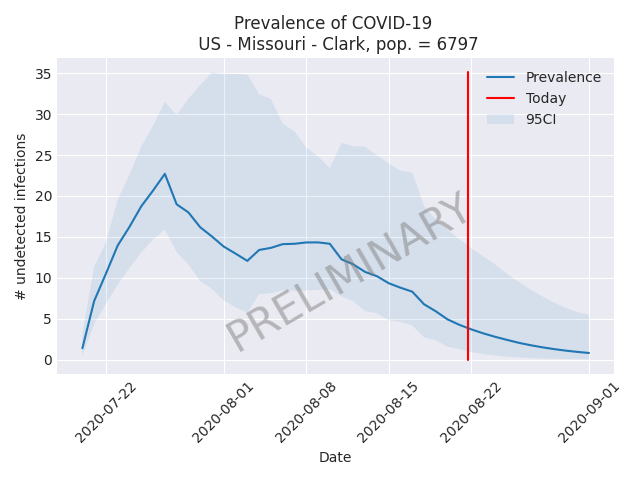 Prevalence of COVID-19
US - Missouri - Clark, pop. = 6797
35
30
25
20
15
10
5
0
# undetected infections
Prevalence
Today
95CI
PRELIMINARY
2020-07-22
2020-08-01
2020-08-08
2020-08-15
2020-08-22
2020-09-01
Date